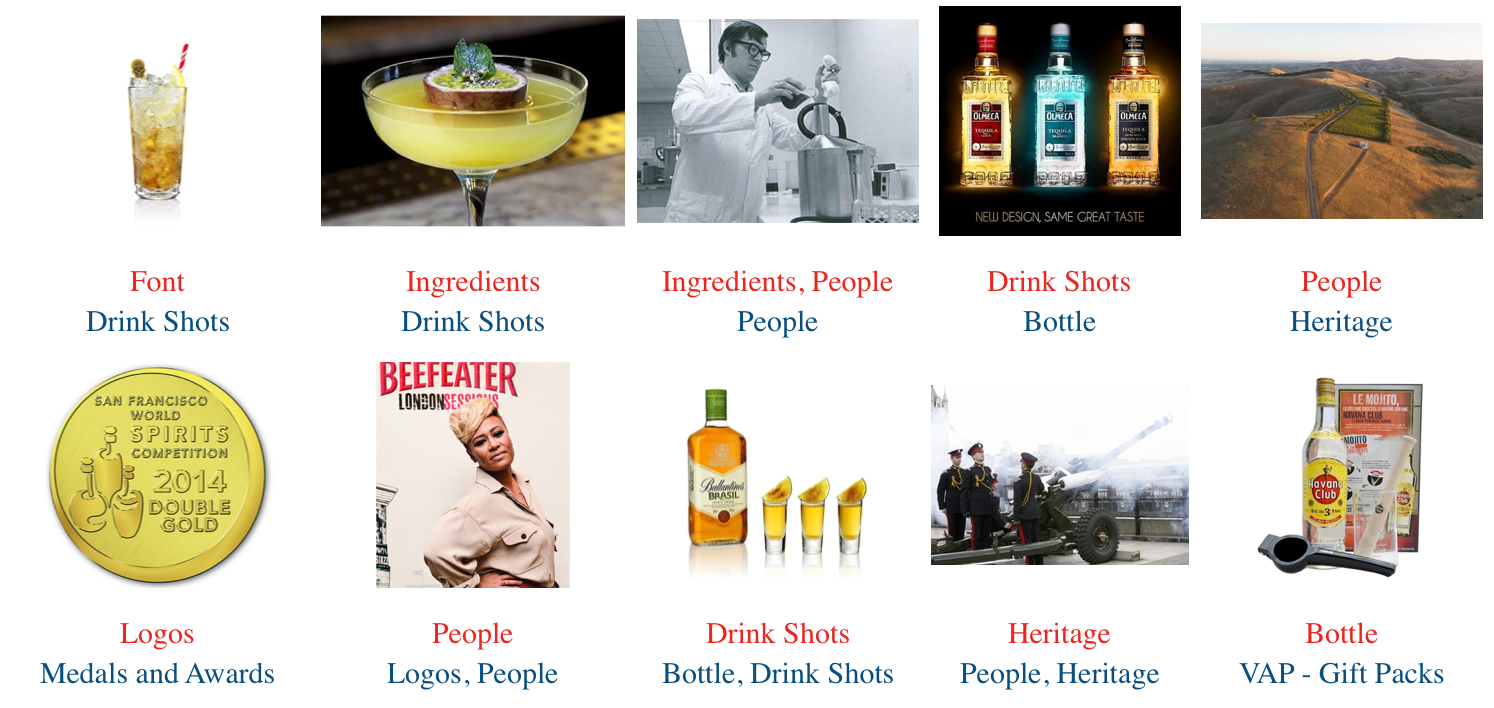 OLMECA
TEQUILA
OLMECA
TEQUILA
OLMECA
TEQUILA
NEW DESIGN, SAME GREAT TASTE
Font
Drink Shots
Ingredients
Drink Shots
Ingredients, People
People
Drink Shots
Bottle
People
Heritage
SAN FRANCISCO
WORLD
SPIRITS
COMPETITION
2014
DOUBLE
GOLD
BEEFEATER
LONDON SESSIONS
Ballantine's
BRASIL
LE MOJITO,
HAVANA CLUB
MOJITO
Havana
Club
Logos
Medals and Awards
People
Logos, People
Drink Shots
Bottle, Drink Shots
Heritage
People, Heritage
Bottle
VAP - Gift Packs